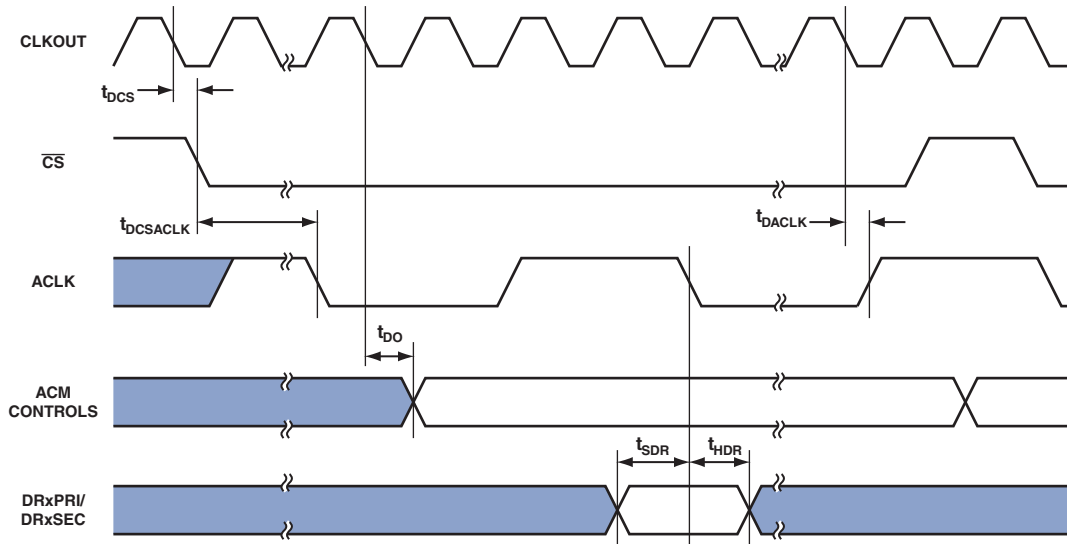 CLKOUT
tDCS
CS
tDCSACLK
tDACLK
ACLK
tDO
ACM
CONTROLS
tSDR
tHDR
DRxPRI/
DRxSEC